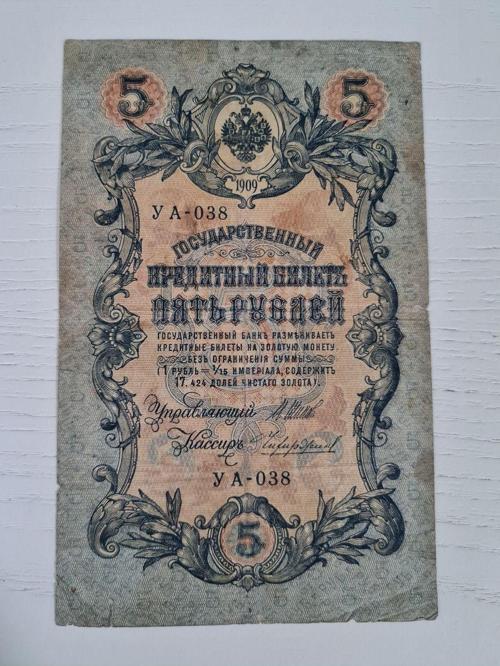 5 5
1909
УА-038
ГОСУДАРСТВЕННЫЙ
КРЕДИТНЫЙ БИЛЕТЪ
ПЯТЬ РУБЛЕЙ
ГОСУДАРСТВЕННЫЙ БАНКЪ РАЗМѢНИВАЕТЪ
КРЕДИТНЫЕ БИЛЕТЫ НА ЗОЛОТУЮ МОНЕТУ
БЕЗЪ ОГРАНИЧЕНІЯ СУММЫ
(1 РУБЛЬ = 1/15 ИМПЕРІАЛА, СОДЕРЖИТЪ
17,424 ДОЛЕЙ ЧИСТАГО ЗОЛОТА).
Управляющій
Кассиръ
УА-038
5